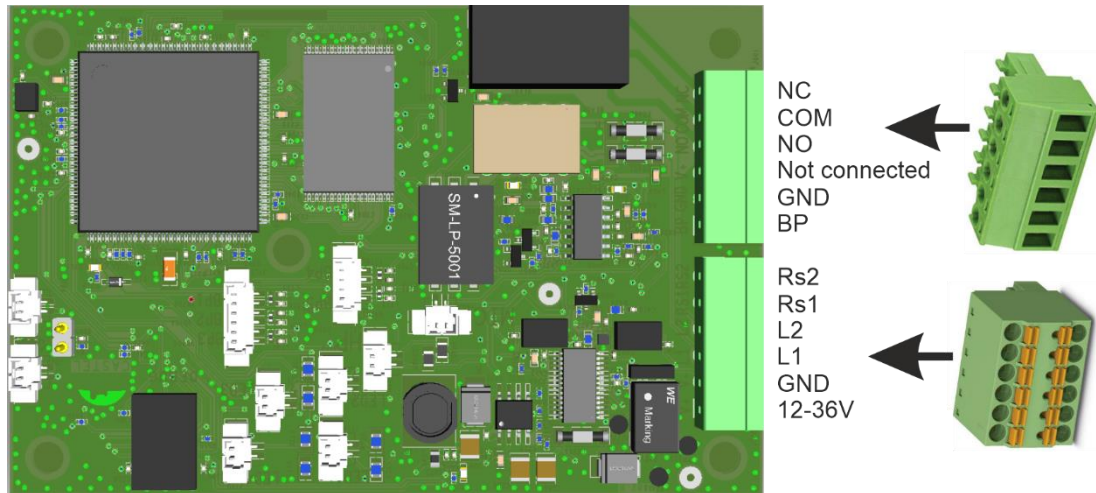 SM-LP-5001
WE
Marking
NC
COM
NO
Not connected
GND
BP
Rs2
Rs1
L2
L1
GND
12-36V